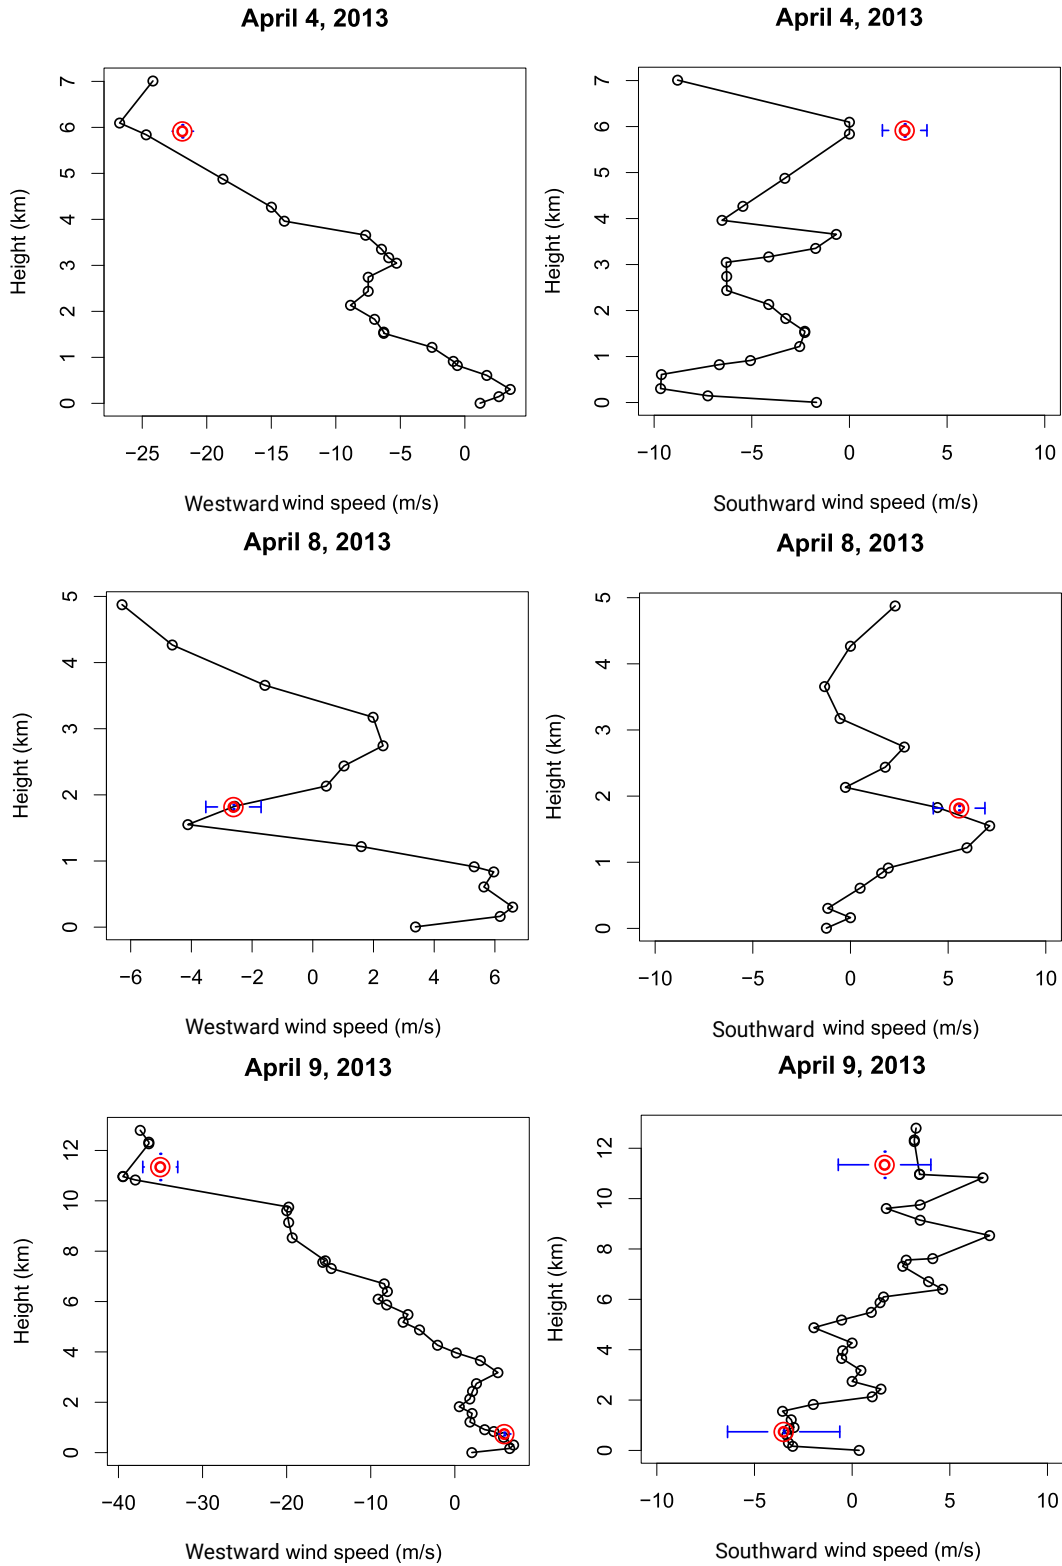 April 4, 2013
April 4, 2013
Height (km)
0 1 2 3 4 5 6 7
−25 −20 −15 −10 −5 0
Westward wind speed (m/s)
Height (km)
0 1 2 3 4 5 6 7
−10 −5 0 5 10
Southward wind speed (m/s)
April 8, 2013
April 8, 2013
Height (km)
0 1 2 3 4 5
−6 −4 −2 0 2 4 6
Westward wind speed (m/s)
Height (km)
0 1 2 3 4 5
−10 −5 0 5 10
Southward wind speed (m/s)
April 9, 2013
April 9, 2013
Height (km)
0 2 4 6 8 10 12
−40 −30 −20 −10 0
Westward wind speed (m/s)
Height (km)
0 2 4 6 8 10 12
−10 −5 0 5 10
Southward wind speed (m/s)